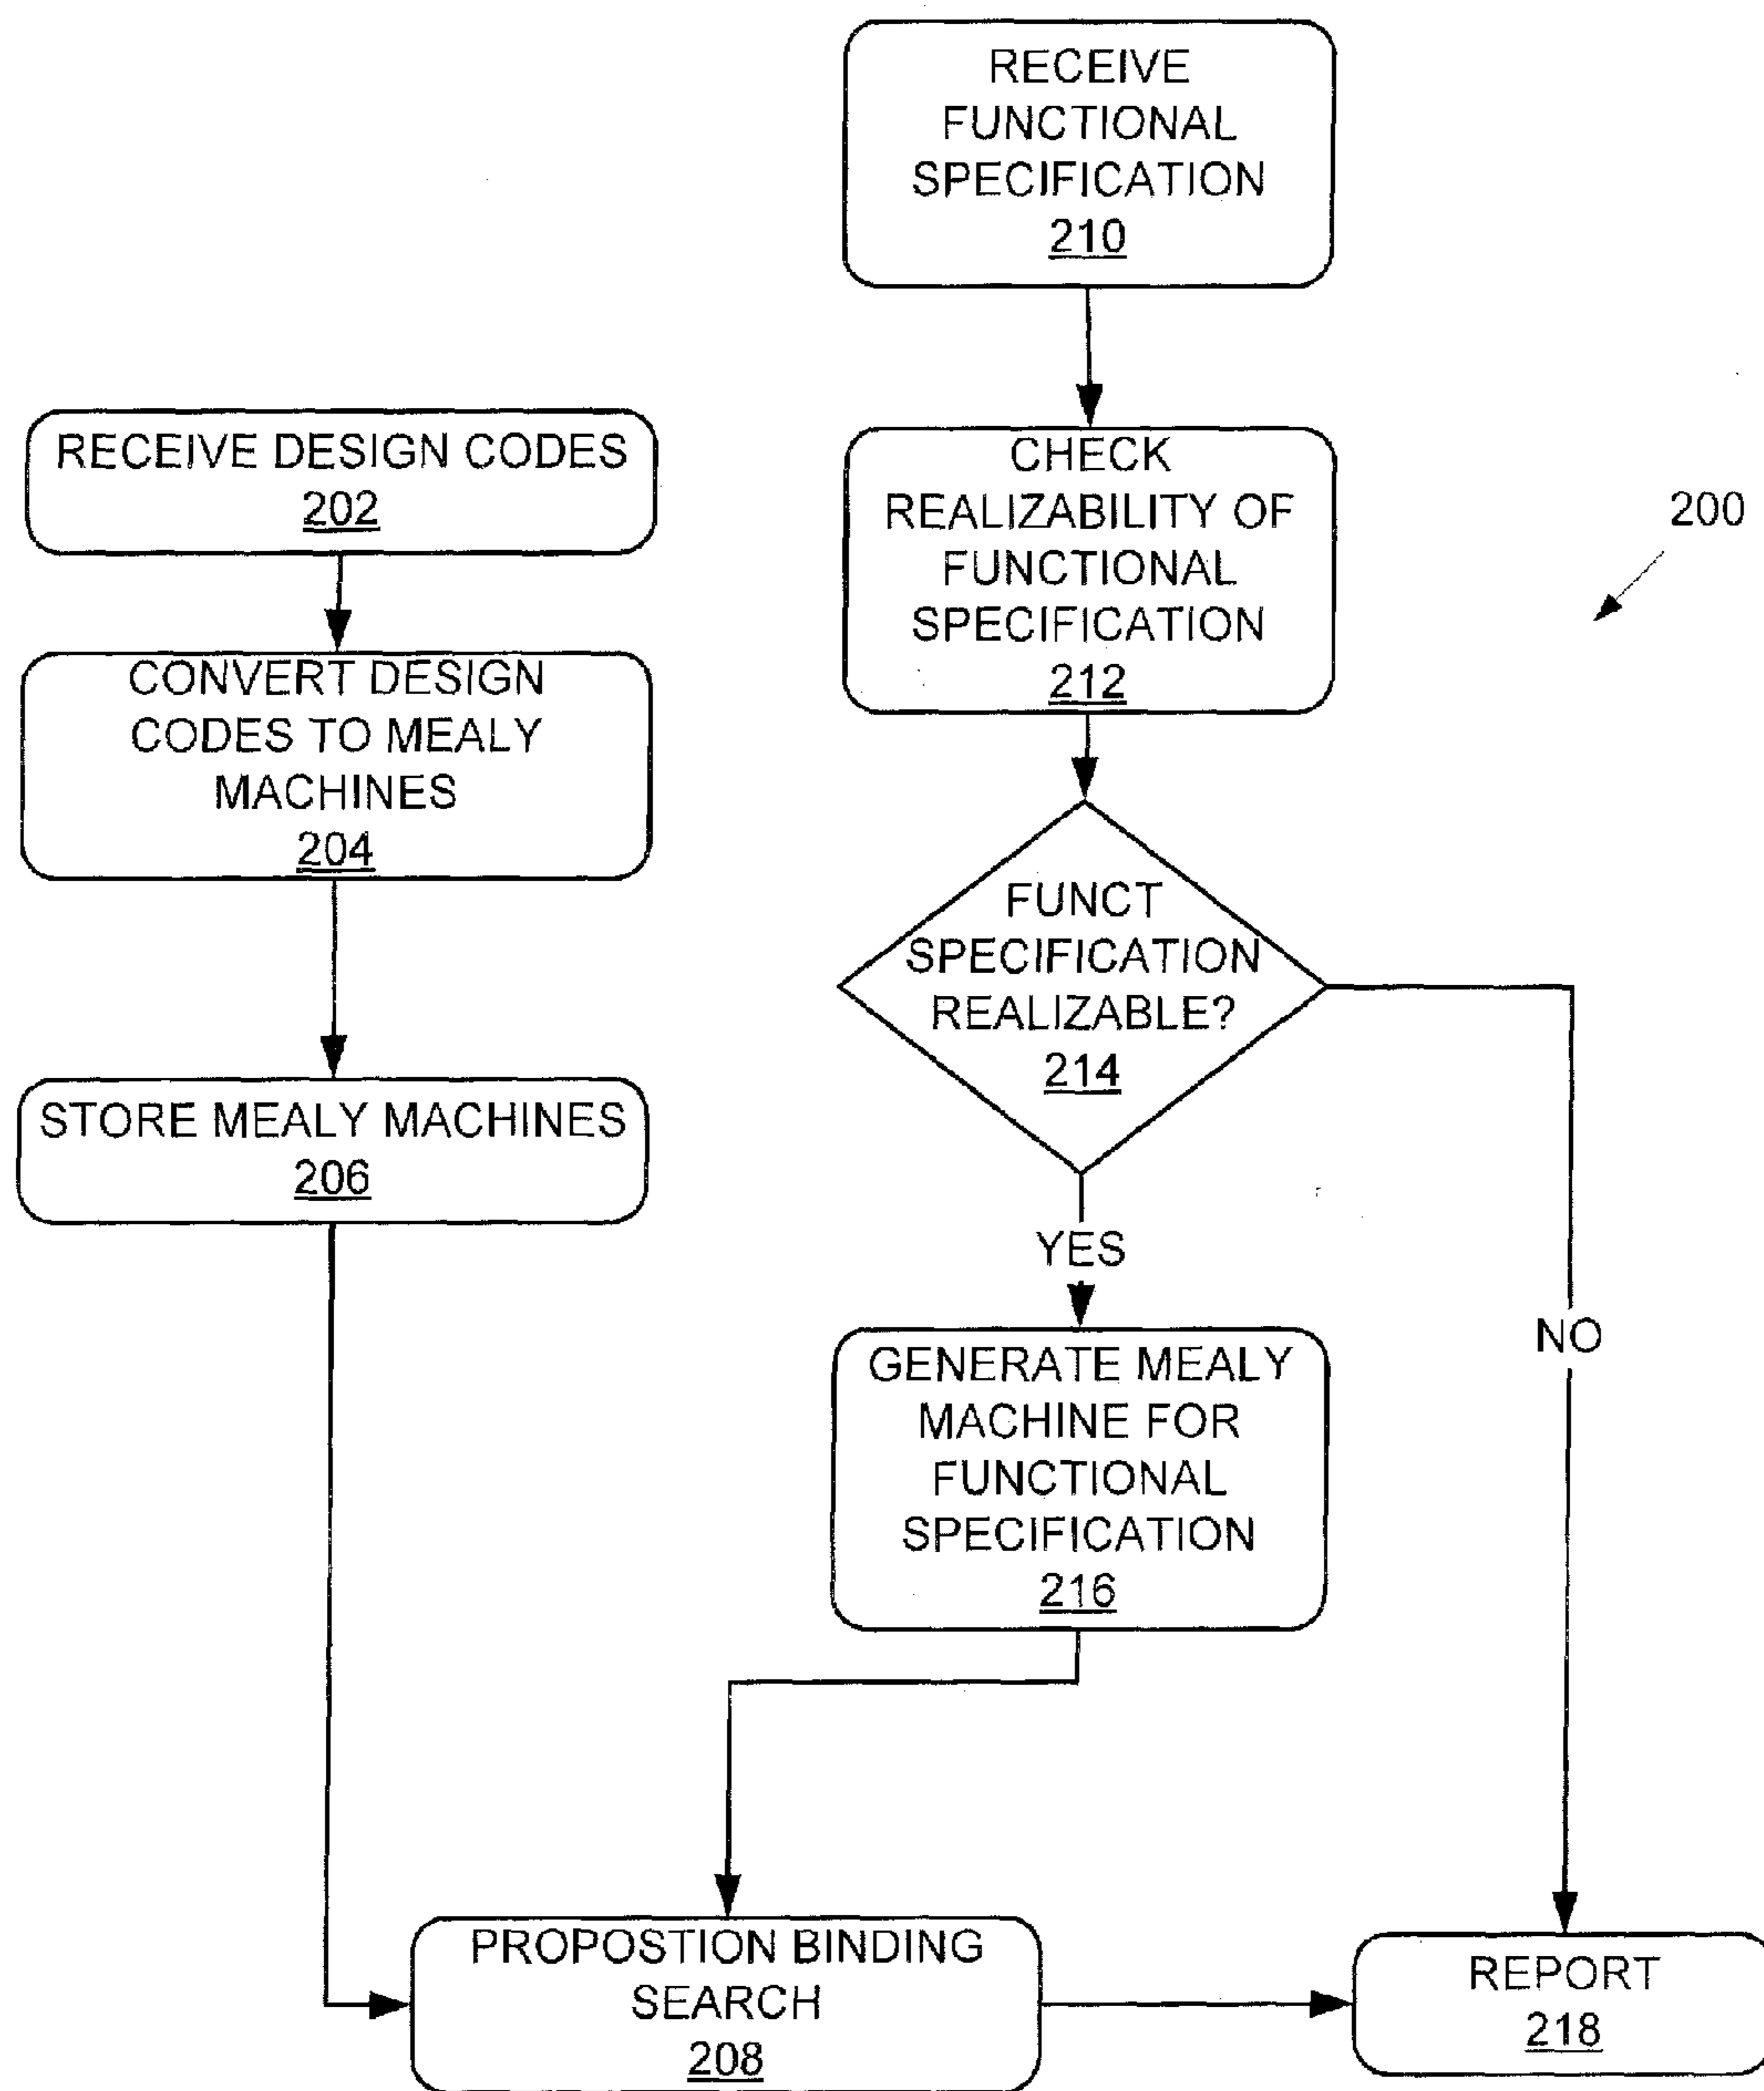 RECEIVE
FUNCTIONAL
SPECIFICATION
210
RECEIVE DESIGN CODES
202
CHECK
REALIZABILITY OF
FUNCTIONAL
SPECIFICATION
212
200
CONVERT DESIGN
CODES TO MEALY
MACHINES
204
FUNCT
SPECIFICATION
REALIZABLE?
214
STORE MEALY MACHINES
206
YES
NO
GENERATE MEALY
MACHINE FOR
FUNCTIONAL
SPECIFICATION
216
PROPOSTION BINDING
SEARCH
208
REPORT
218